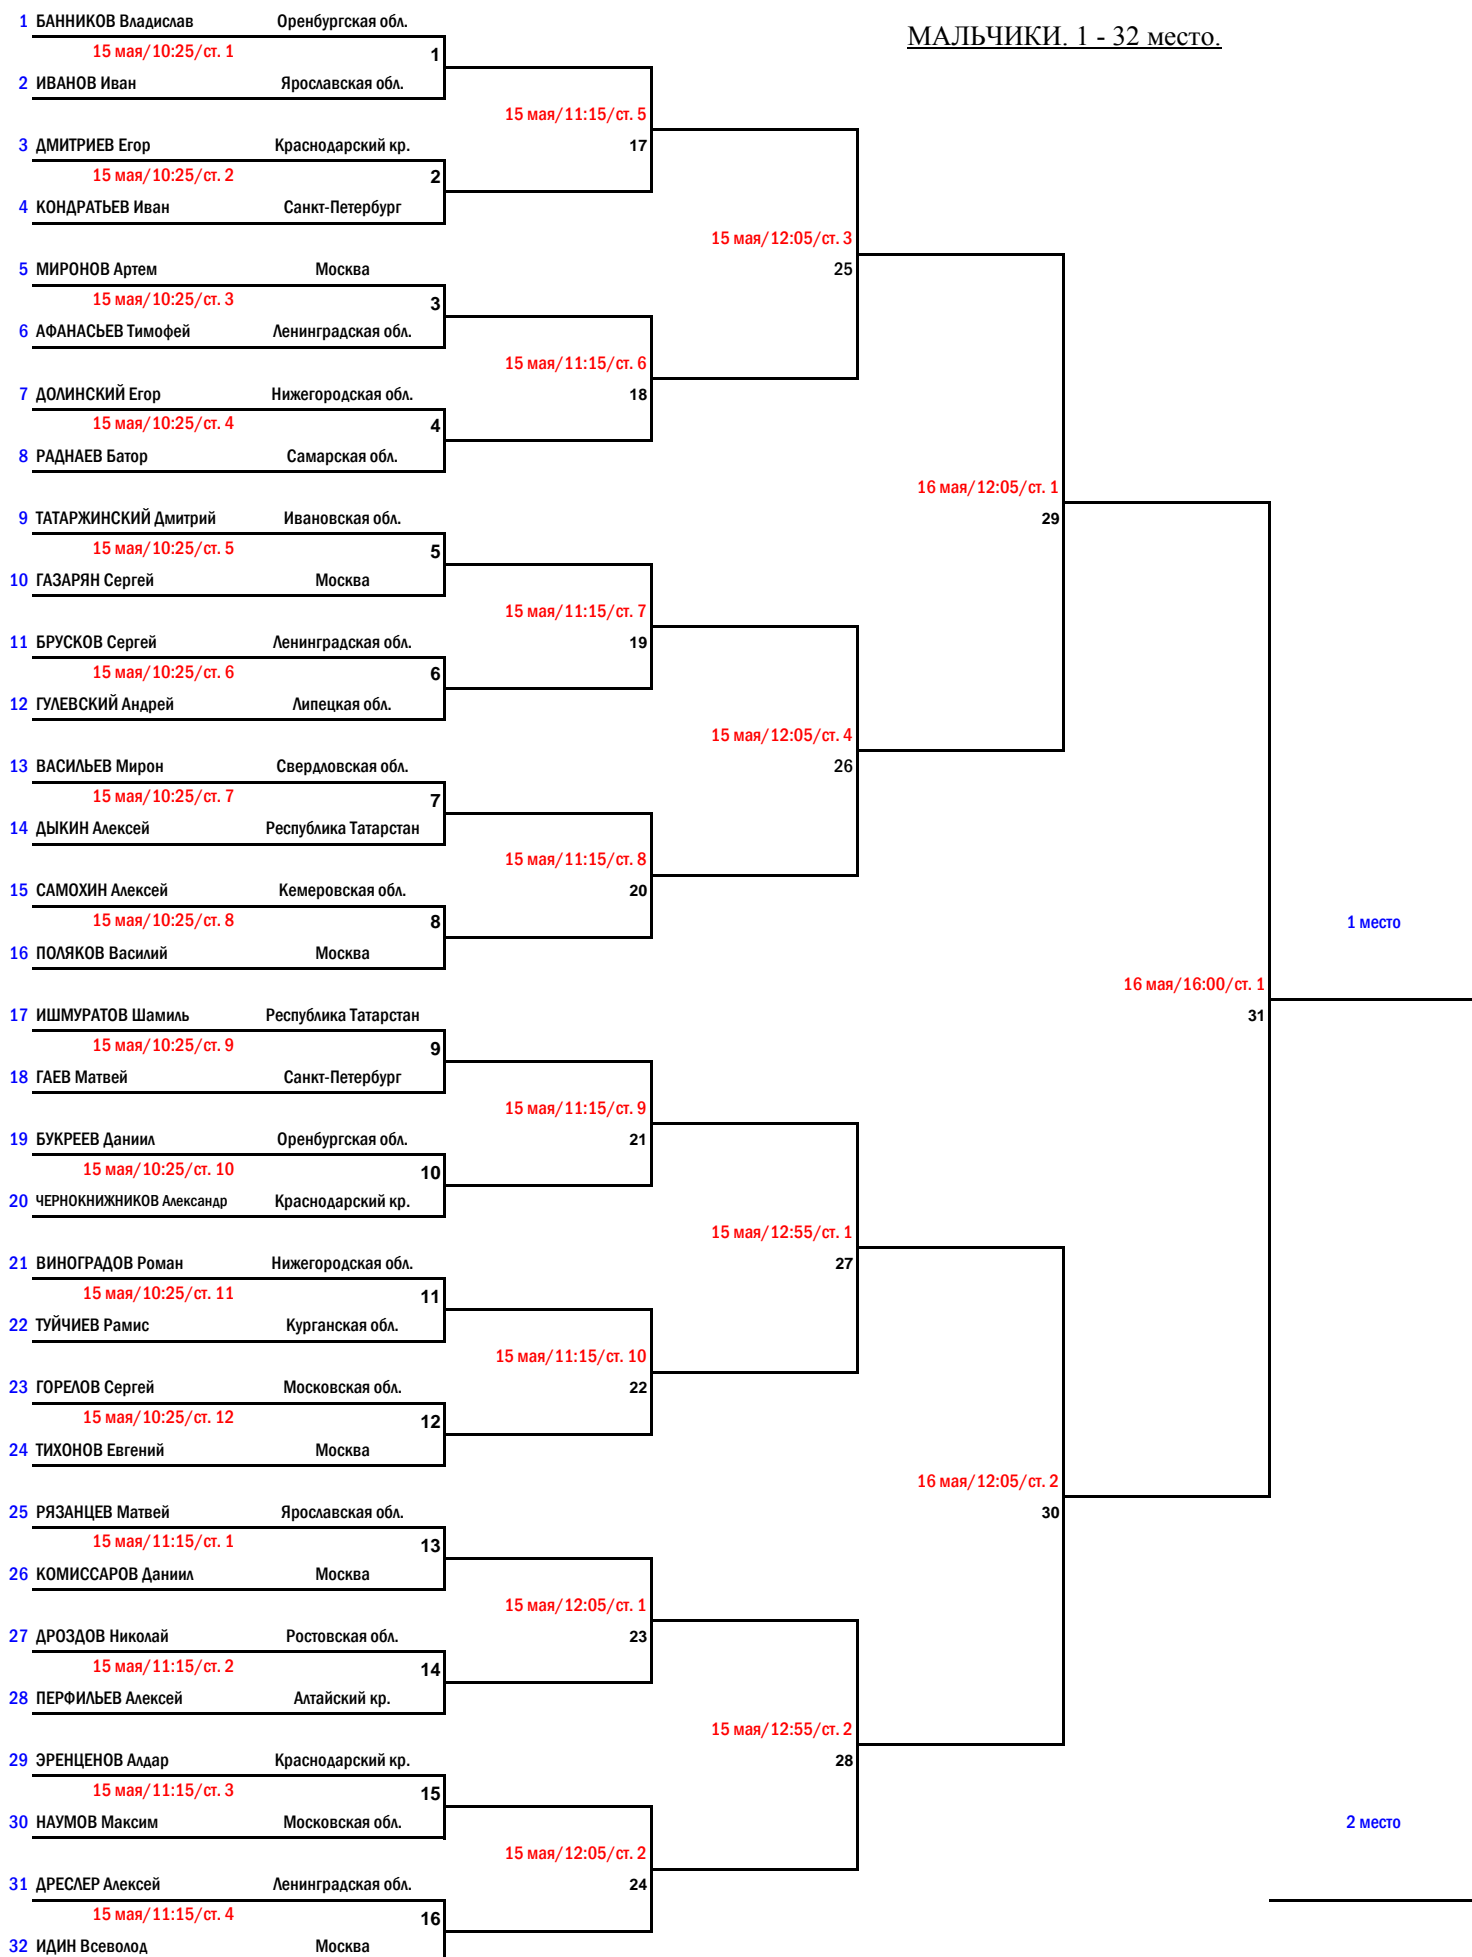 МАЛЬЧИКИ. 1 - 32 место.
1 БАННИКОВ Владислав Оренбургская обл.
15 мая/10:25/ст. 1 1
2 ИВАНОВ Иван Ярославская обл.
15 мая/11:15/ст. 5
3 ДМИТРИЕВ Егор Краснодарский кр. 17
15 мая/10:25/ст. 2 2
4 КОНДРАТЬЕВ Иван Санкт-Петербург
15 мая/12:05/ст. 3
5 МИРОНОВ Артем Москва 25
15 мая/10:25/ст. 3 3
6 АФАНАСЬЕВ Тимофей Ленинградская обл.
15 мая/11:15/ст. 6
7 ДОЛИНСКИЙ Егор Нижегородская обл. 18
15 мая/10:25/ст. 4 4
8 РАДНАЕВ Батор Самарская обл.
16 мая/12:05/ст. 1
9 ТАТАРЖИНСКИЙ Дмитрий Ивановская обл. 29
15 мая/10:25/ст. 5 5
10 ГАЗАРЯН Сергей Москва
15 мая/11:15/ст. 7
11 БРУСКОВ Сергей Ленинградская обл. 19
15 мая/10:25/ст. 6 6
12 ГУЛЕВСКИЙ Андрей Липецкая обл.
15 мая/12:05/ст. 4
13 ВАСИЛЬЕВ Мирон Свердловская обл. 26
15 мая/10:25/ст. 7 7
14 ДЫКИН Алексей Республика Татарстан
15 мая/11:15/ст. 8
15 САМОХИН Алексей Кемеровская обл. 20
15 мая/10:25/ст. 8 8 1 место
16 ПОЛЯКОВ Василий Москва
16 мая/16:00/ст. 1
17 ИШМУРАТОВ Шамиль Республика Татарстан 31
15 мая/10:25/ст. 9 9
18 ГАЕВ Матвей Санкт-Петербург
15 мая/11:15/ст. 9
19 БУКРЕЕВ Даниил Оренбургская обл. 21
15 мая/10:25/ст. 10 10
20 ЧЕРНОКНИЖНИКОВ Александр Краснодарский кр.
15 мая/12:55/ст. 1
21 ВИНОГРАДОВ Роман Нижегородская обл. 27
15 мая/10:25/ст. 11 11
22 ТУЙЧИЕВ Рамис Курганская обл.
15 мая/11:15/ст. 10
23 ГОРЕЛОВ Сергей Московская обл. 22
15 мая/10:25/ст. 12 12
24 ТИХОНОВ Евгений Москва
16 мая/12:05/ст. 2
25 РЯЗАНЦЕВ Матвей Ярославская обл. 30
15 мая/11:15/ст. 1 13
26 КОМИССАРОВ Даниил Москва
15 мая/12:05/ст. 1
27 ДРОЗДОВ Николай Ростовская обл. 23
15 мая/11:15/ст. 2 14
28 ПЕРФИЛЬЕВ Алексей Алтайский кр.
15 мая/12:55/ст. 2
29 ЭРЕНЦЕНОВ Алдар Краснодарский кр. 28
15 мая/11:15/ст. 3 15
30 НАУМОВ Максим Московская обл. 2 место
15 мая/12:05/ст. 2
31 ДРЕСЛЕР Алексей Ленинградская обл. 24
15 мая/11:15/ст. 4 16
32 ИДИН Всеволод Москва